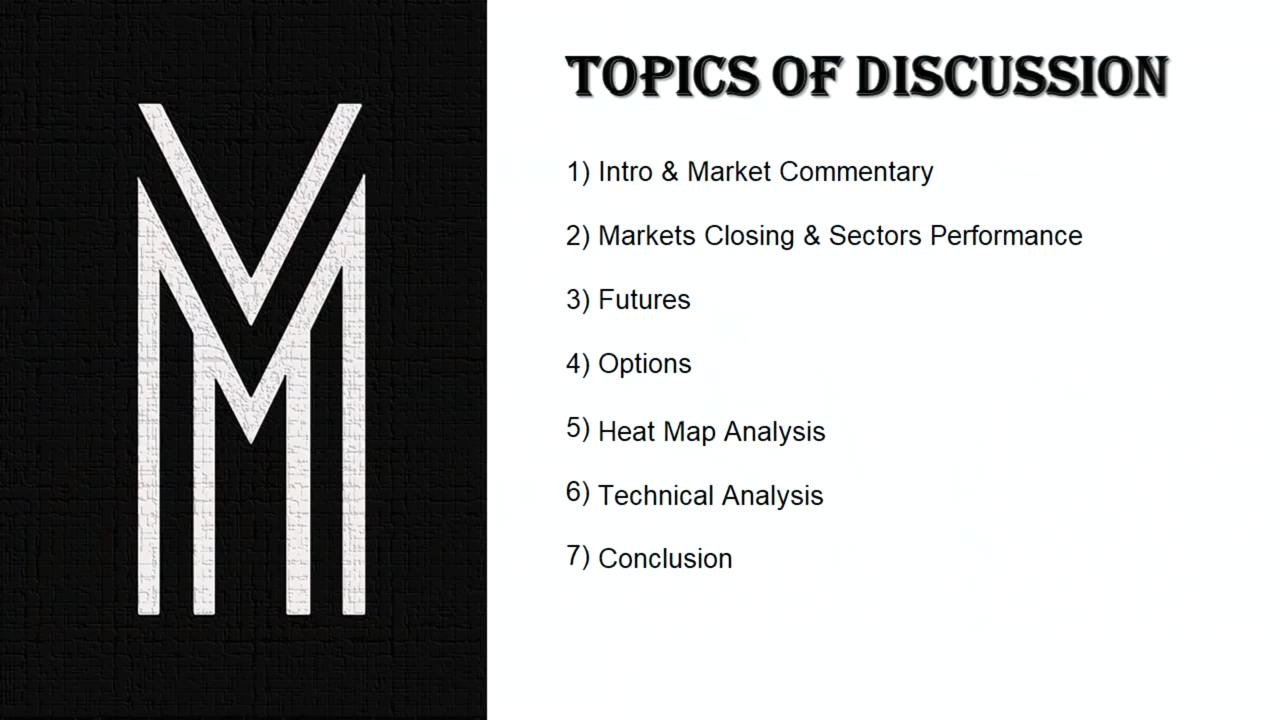 TOPICS OF DISCUSSION
1) Intro & Market Commentary
2) Markets Closing & Sectors Performance
3) Futures
4) Options
5) Heat Map Analysis
6) Technical Analysis
7) Conclusion